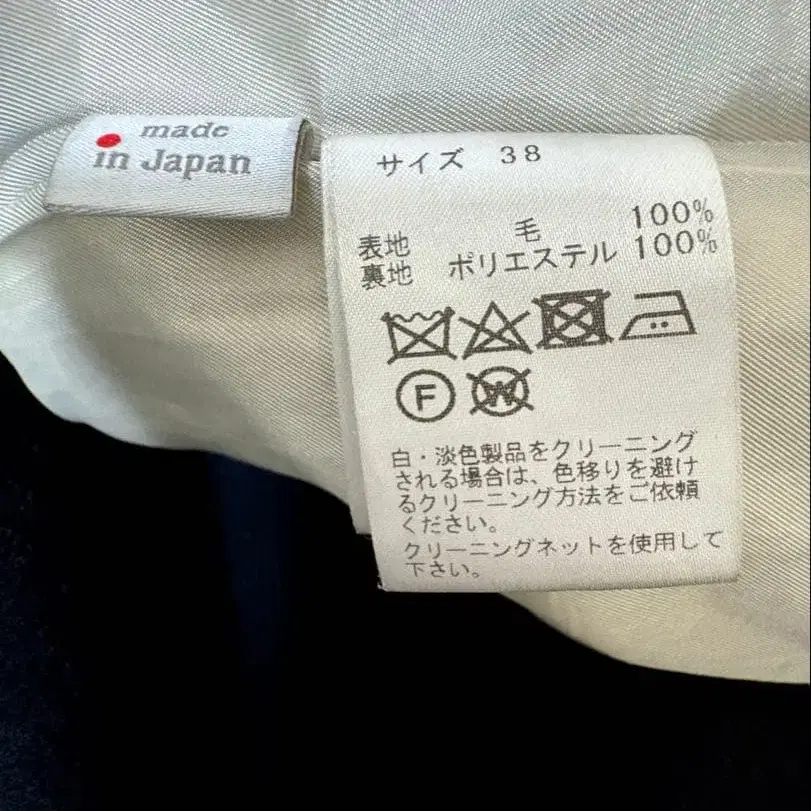 made
in Japan
サイズ 38
表地 毛 100%
裏地 ポリエステル 100%
F
W
白・淡色製品をクリーニング
される場合は、色移りを避け
るクリーニング方法をご依頼
ください。
クリーニングネットを使用して
下さい。